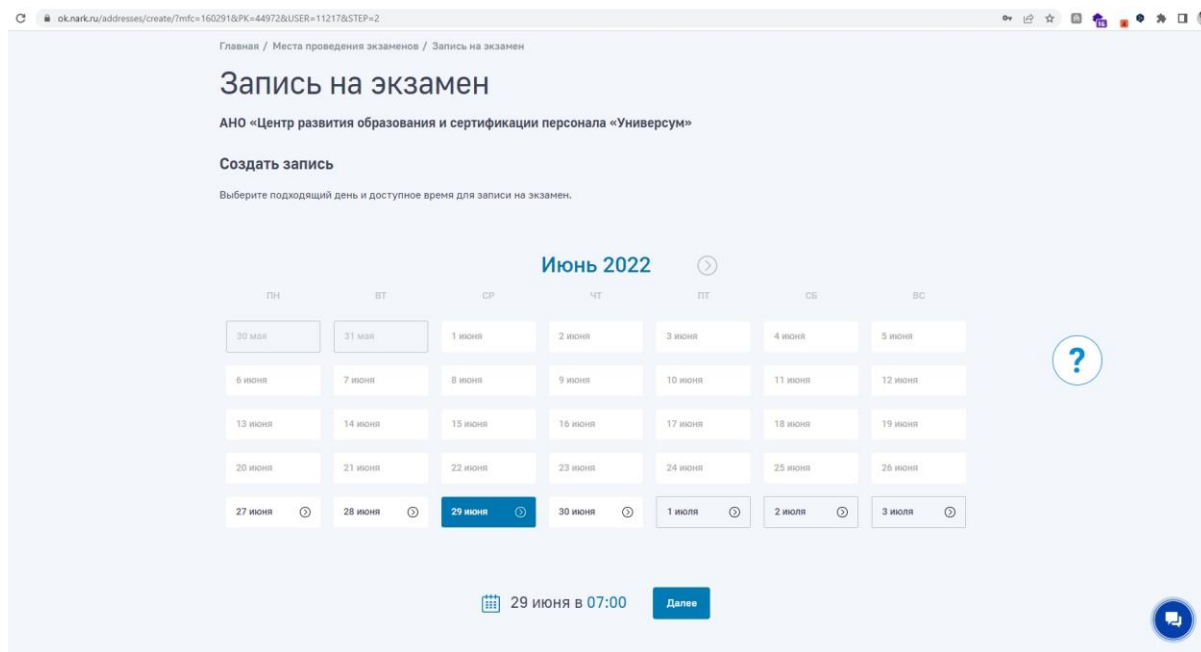 ok.nark.ru/addresses/create/?mfc=160291&PK=44972&USER=11217&STEP=2
Главная / Места проведения экзаменов / Запись на экзамен
Запись на экзамен
АНО «Центр развития образования и сертификации персонала «Универсум»
Создать запись
Выберите подходящий день и доступное время для записи на экзамен.
Июнь 2022
ПН ВТ СР ЧТ ПТ СБ ВС
30 мая 31 мая 1 июня 2 июня 3 июня 4 июня 5 июня
6 июня 7 июня 8 июня 9 июня 10 июня 11 июня 12 июня
13 июня 14 июня 15 июня 16 июня 17 июня 18 июня 19 июня
20 июня 21 июня 22 июня 23 июня 24 июня 25 июня 26 июня
27 июня 28 июня 29 июня 30 июня 1 июля 2 июля 3 июля
?
29 июня в 07:00 Далее